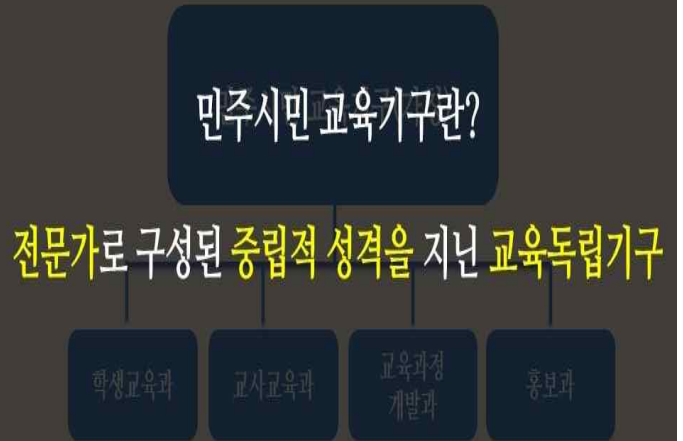 민주시민 교육기구란?
전문가로 구성된 중립적 성격을 지닌 교육독립기구
학생교육과
교사교육과
교육과정
개발과
홍보과